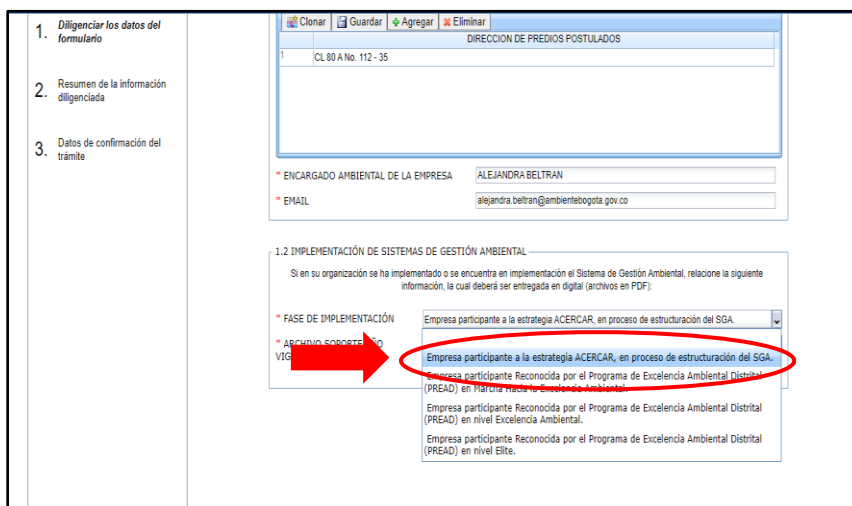 1. Diligenciar los datos del
formulario
2. Resumen de la información
diligenciada
3. Datos de confirmación del
trámite
Clonar Guardar Agregar Eliminar
DIRECCION DE PREDIOS POSTULADOS
1 CL 80 A No. 112 - 35
* ENCARGADO AMBIENTAL DE LA EMPRESA ALEJANDRA BELTRAN
* EMAIL alejandra.beltran@ambientebogota.gov.co
1.2 IMPLEMENTACIÓN DE SISTEMAS DE GESTIÓN AMBIENTAL
Si en su organización se ha implementado o se encuentra en implementación el Sistema de Gestión Ambiental, relacione la siguiente
información, la cual deberá ser entregada en digital (archivos en PDF):
* FASE DE IMPLEMENTACIÓN Empresa participante a la estrategia ACERCAR, en proceso de estructuración del SGA.
* ARCHIVO SOPORTE AÑO
VIG
Empresa participante a la estrategia ACERCAR, en proceso de estructuración del SGA.
Empresa participante Reconocida por el Programa de Excelencia Ambiental Distrital
(PREAD) en Marcha Hacia la Excelencia Ambiental.
Empresa participante Reconocida por el Programa de Excelencia Ambiental Distrital
(PREAD) en nivel Excelencia Ambiental.
Empresa participante Reconocida por el Programa de Excelencia Ambiental Distrital
(PREAD) en nivel Elite.